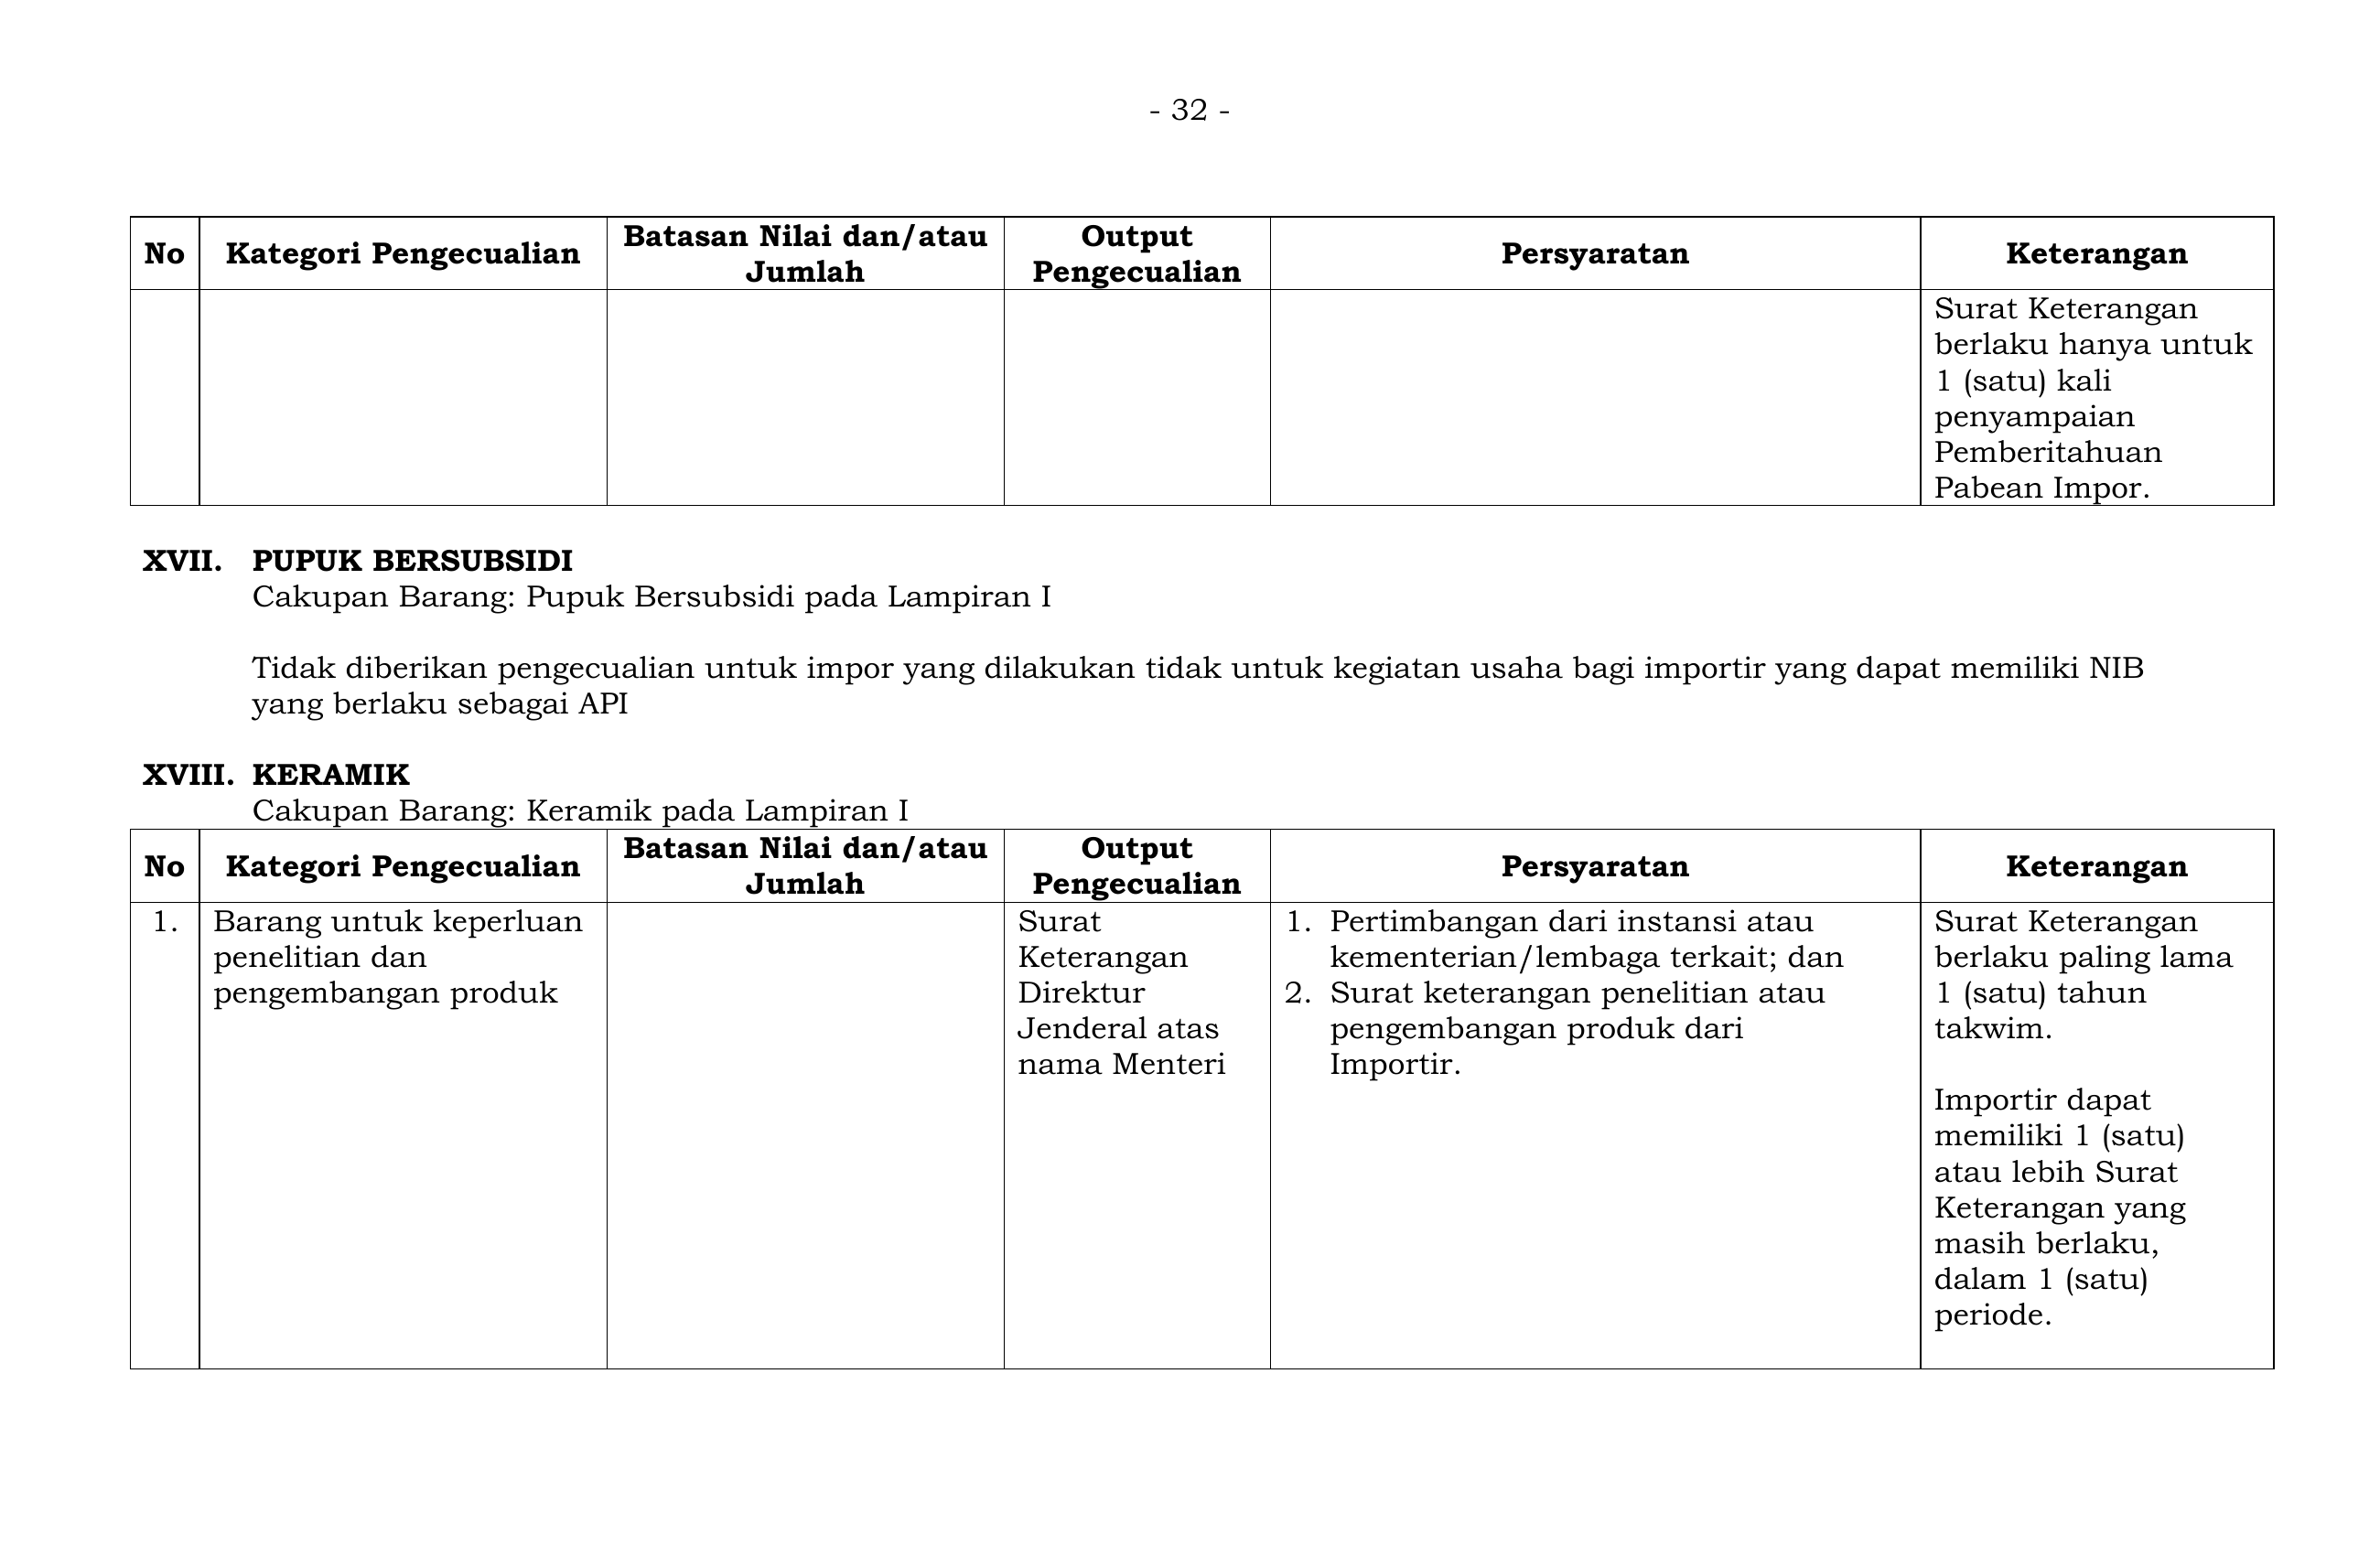 - 32 -
No
Kategori Pengecualian
Batasan Nilai dan/atau
Jumlah
Output
Pengecualian
Persyaratan
Keterangan
Surat Keterangan
berlaku hanya untuk
1 (satu) kali
penyampaian
Pemberitahuan
Pabean Impor.
XVII. PUPUK BERSUBSIDI
Cakupan Barang: Pupuk Bersubsidi pada Lampiran I
Tidak diberikan pengecualian untuk impor yang dilakukan tidak untuk kegiatan usaha bagi importir yang dapat memiliki NIB
yang berlaku sebagai API
XVIII. KERAMIK
Cakupan Barang: Keramik pada Lampiran I
No
Kategori Pengecualian
Batasan Nilai dan/atau
Jumlah
Output
Pengecualian
Persyaratan
Keterangan
1.
Barang untuk keperluan
penelitian dan
pengembangan produk
Surat
Keterangan
Direktur
Jenderal atas
nama Menteri
1. Pertimbangan dari instansi atau
kementerian/lembaga terkait; dan
2. Surat keterangan penelitian atau
pengembangan produk dari
Importir.
Surat Keterangan
berlaku paling lama
1 (satu) tahun
takwim.
Importir dapat
memiliki 1 (satu)
atau lebih Surat
Keterangan yang
masih berlaku,
dalam 1 (satu)
periode.